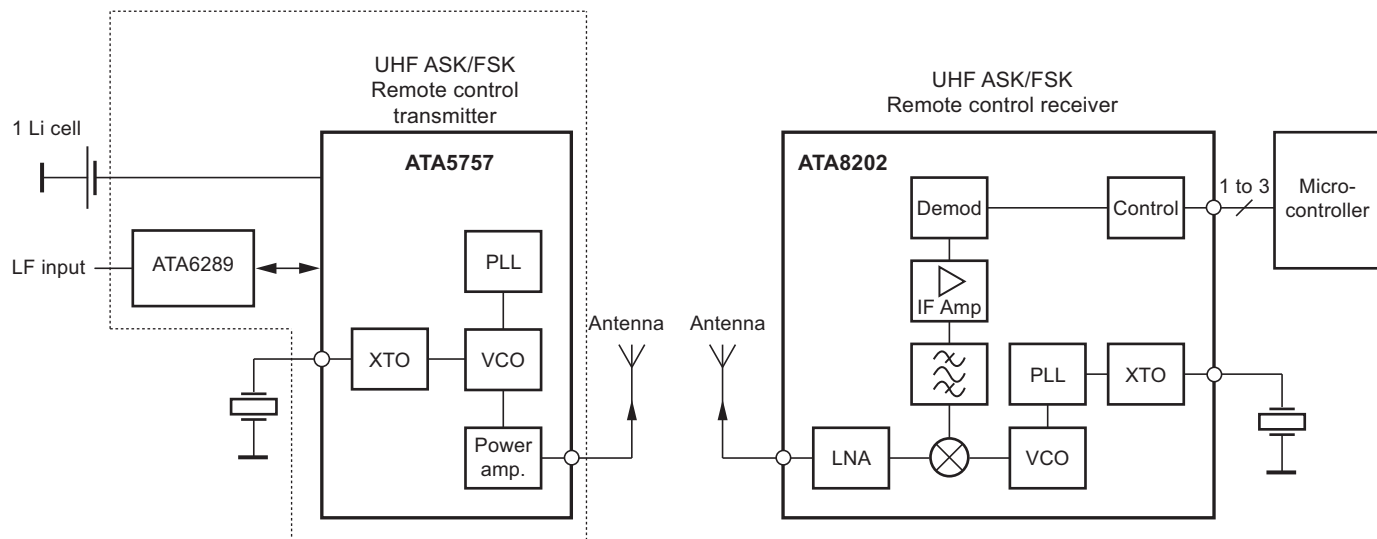 UHF ASK/FSK
Remote control
transmitter
1 Li cell
ATA5757
LF input
ATA6289
PLL
XTO
VCO
Power
amp.
Antenna
Antenna
UHF ASK/FSK
Remote control receiver
ATA8202
Demod
Control
1 to 3
Micro-
controller
IF Amp
PLL
XTO
LNA
VCO